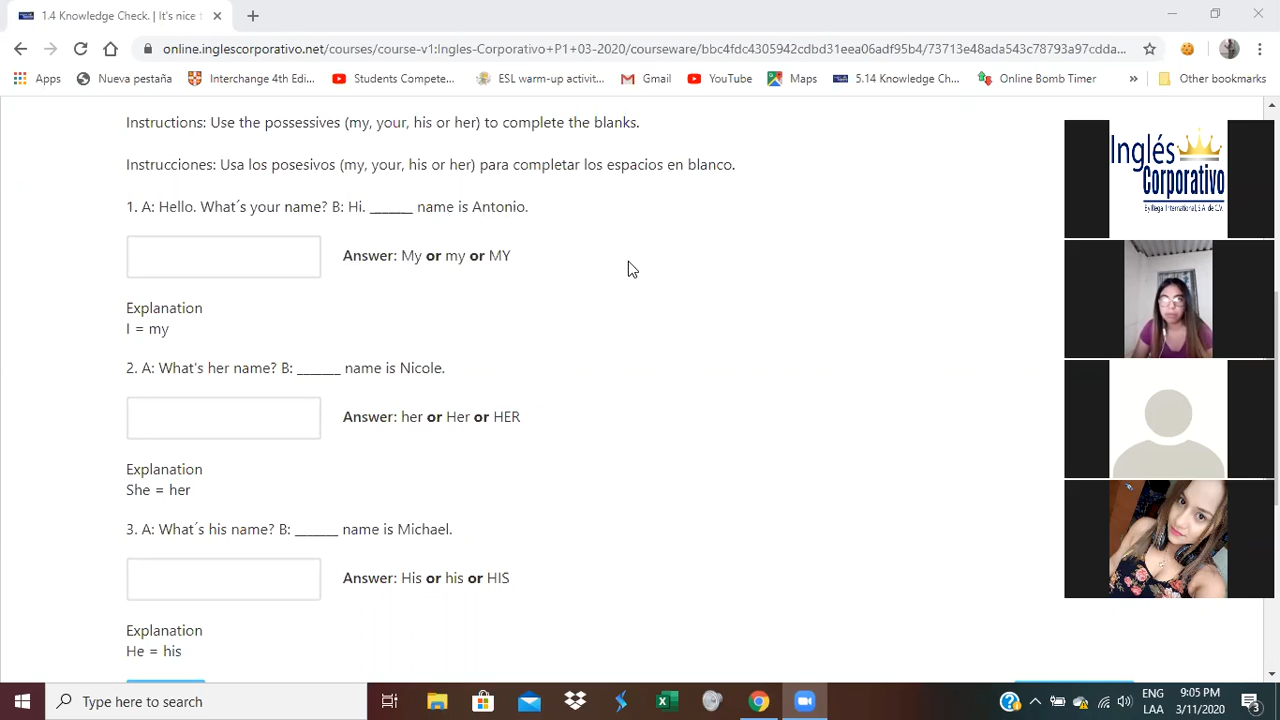 1.4 Knowledge Check. | It's nice t
online.inglescorporativo.net/courses/course-v1:Ingles-Corporativo+P1+03-2020/courseware/bbc4fdc4305942cdbd31eea06adf95b4/73713e48ada543c78793a97cdda...
Apps Nueva pestaña Interchange 4th Edi... Students Compete... ESL warm-up activit... Gmail YouTube Maps 5.14 Knowledge Ch... Online Bomb Timer » Other bookmarks
Instructions: Use the possessives (my, your, his or her) to complete the blanks.
Instrucciones: Usa los posesivos (my, your, his or her) para completar los espacios en blanco.
1. A: Hello. What´s your name? B: Hi. _______ name is Antonio.
Answer: My or my or MY
Explanation
I = my
2. A: What's her name? B: _______ name is Nicole.
Answer: her or Her or HER
Explanation
She = her
3. A: What´s his name? B: _______ name is Michael.
Answer: His or his or HIS
Explanation
He = his
Inglés
Corporativo
Type here to search
ENG
LAA
9:05 PM
3/11/2020
3